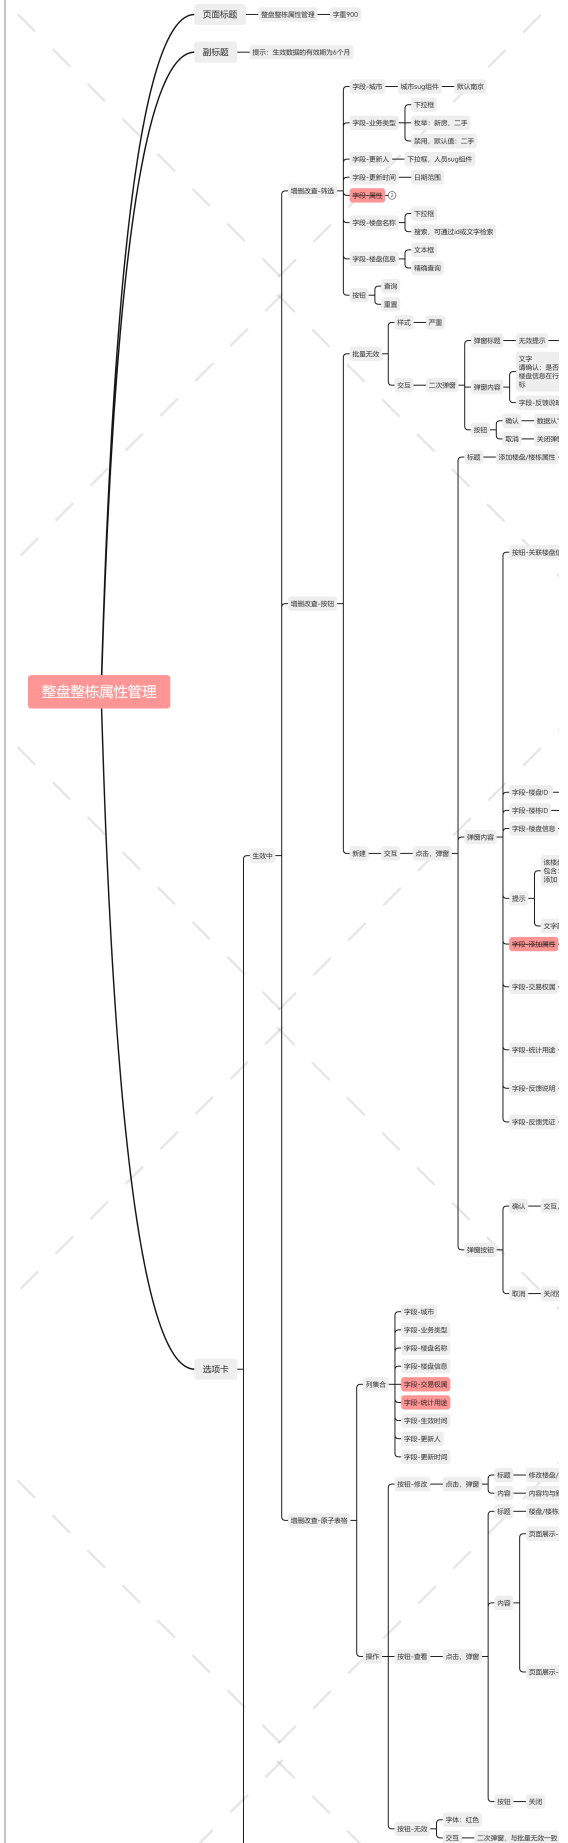 页面标题
整盘整栋属性管理
字重900
副标题
提示：生效数据的有效期为6个月
字段-城市
城市sug组件
默认南京
字段-业务类型
下拉框
枚举：新房、二手
禁用，默认值：二手
字段-更新人
下拉框，人员sug组件
字段-更新时间
日期范围
增删改查-筛选
字段-属性
2
字段-楼盘名称
下拉框
搜索，可通过id或文字检索
字段-楼盘信息
文本框
精确查询
按钮
查询
重置
批量无效
样式
严重
交互
二次弹窗
弹窗标题
无效提示
弹窗内容
文字
请确认：是否
楼盘信息在行
标
字段-反馈说明
按钮
确认
数据从
取消
关闭弹
标题
添加楼盘/楼栋属性
按钮-关联楼盘
增删改查-按钮
整盘整栋属性管理
字段-楼盘ID
字段-楼栋ID
字段-楼盘信息
弹窗内容
生效中
新建
交互
点击，弹窗
该楼
包含
添加
提示
文字
字段-添加属性
字段-交易权属
字段-统计用途
字段-反馈说明
字段-反馈凭证
确认
交互
弹窗按钮
取消
关闭
选项卡
字段-城市
字段-业务类型
字段-楼盘名称
字段-楼盘信息
列集合
字段-交易权属
字段-统计用途
字段-生效时间
字段-更新人
字段-更新时间
按钮-修改
点击，弹窗
标题
修改楼盘/
内容
内容均与
增删改查-原子表格
标题
楼盘/楼栋
页面展示-
内容
操作
按钮-查看
点击，弹窗
页面展示-
按钮
关闭
按钮-无效
字体：红色
交互
二次弹窗，与批量无效一致